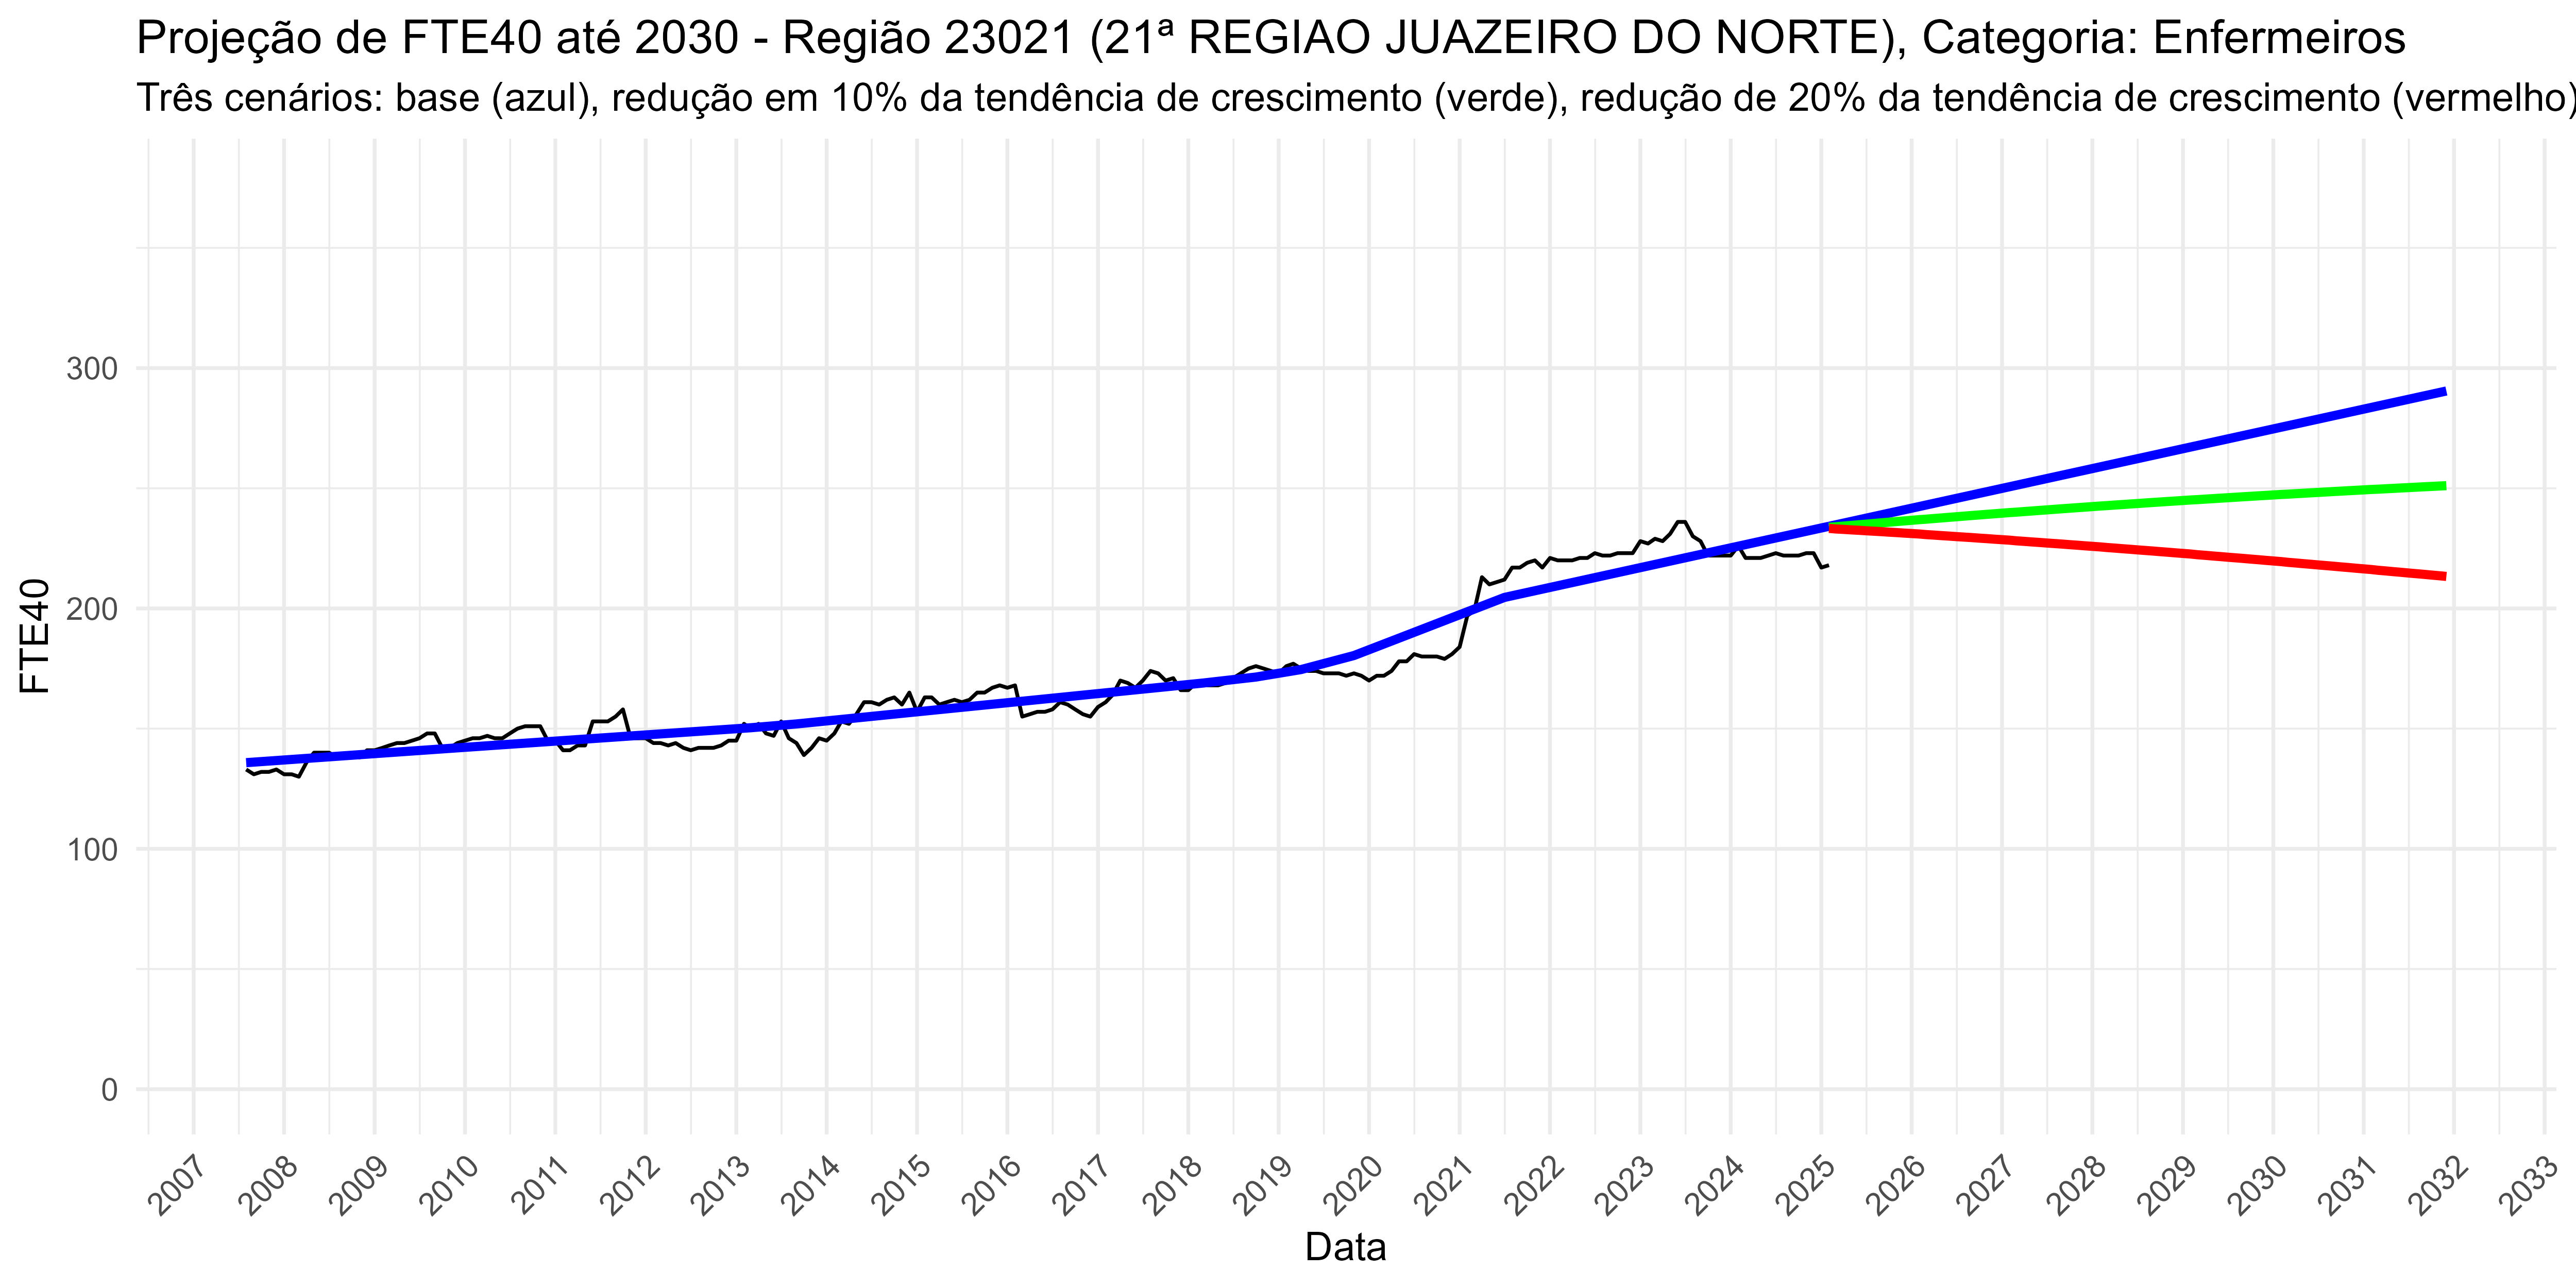 Projeção de FTE40 até 2030 - Região 23021 (21ª REGIAO JUAZEIRO DO NORTE), Categoria: Enfermeiros
Três cenários: base (azul), redução em 10% da tendência de crescimento (verde), redução de 20% da tendência de crescimento (vermelho)
FTE40
300
200
100
0
2007 2008 2009 2010 2011 2012 2013 2014 2015 2016 2017 2018 2019 2020 2021 2022 2023 2024 2025 2026 2027 2028 2029 2030 2031 2032 2033
Data